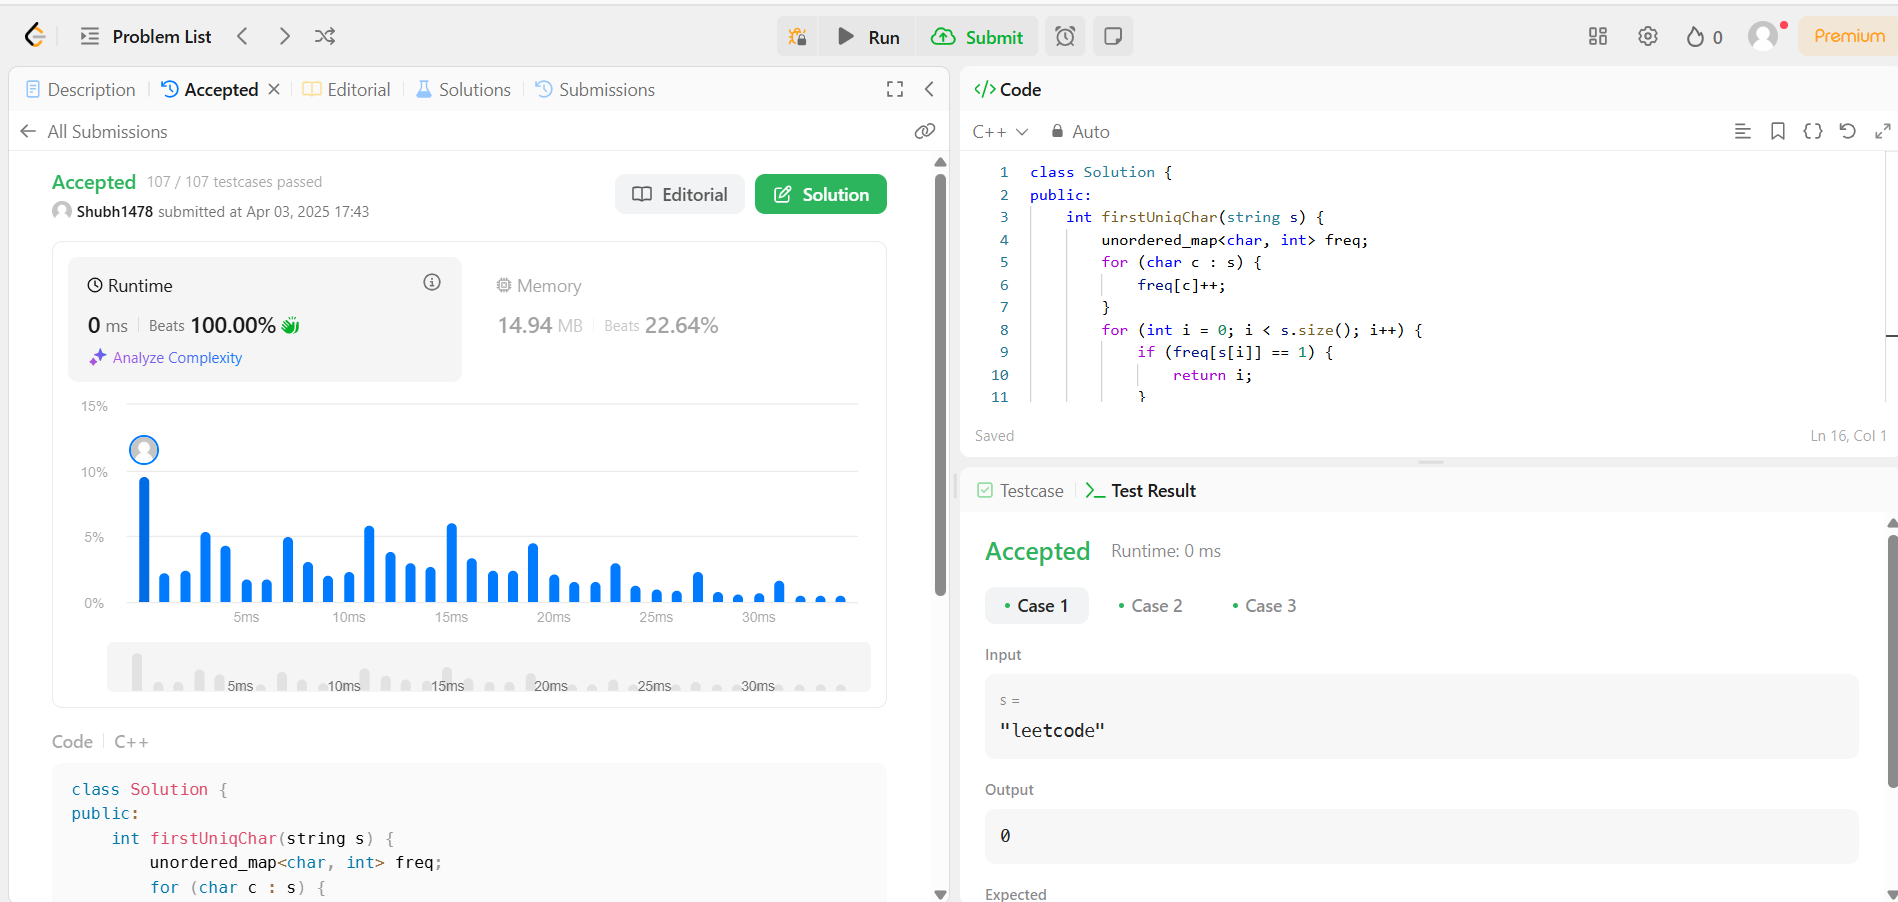 Problem List
Run
Submit
0
Premium
Description
Accepted
Editorial
Solutions
Submissions
All Submissions
Accepted 107 / 107 testcases passed
Shubh1478 submitted at Apr 03, 2025 17:43
Editorial
Solution
Runtime
0 ms Beats 100.00%
Analyze Complexity
Memory
14.94 MB Beats 22.64%
15%
10%
5%
0%
5ms 10ms 15ms 20ms 25ms 30ms
5ms 10ms 15ms 20ms 25ms 30ms
Code C++
class Solution {
public:
    int firstUniqChar(string s) {
        unordered_map<char, int> freq;
        for (char c : s) {
</> Code
C++ Auto
1 class Solution {
2 public:
3     int firstUniqChar(string s) {
4         unordered_map<char, int> freq;
5         for (char c : s) {
6             freq[c]++;
7         }
8         for (int i = 0; i < s.size(); i++) {
9             if (freq[s[i]] == 1) {
10                 return i;
11             }
Saved
Ln 16, Col 1
Testcase
>_ Test Result
Accepted Runtime: 0 ms
• Case 1 • Case 2 • Case 3
Input
s =
"leetcode"
Output
0
Expected